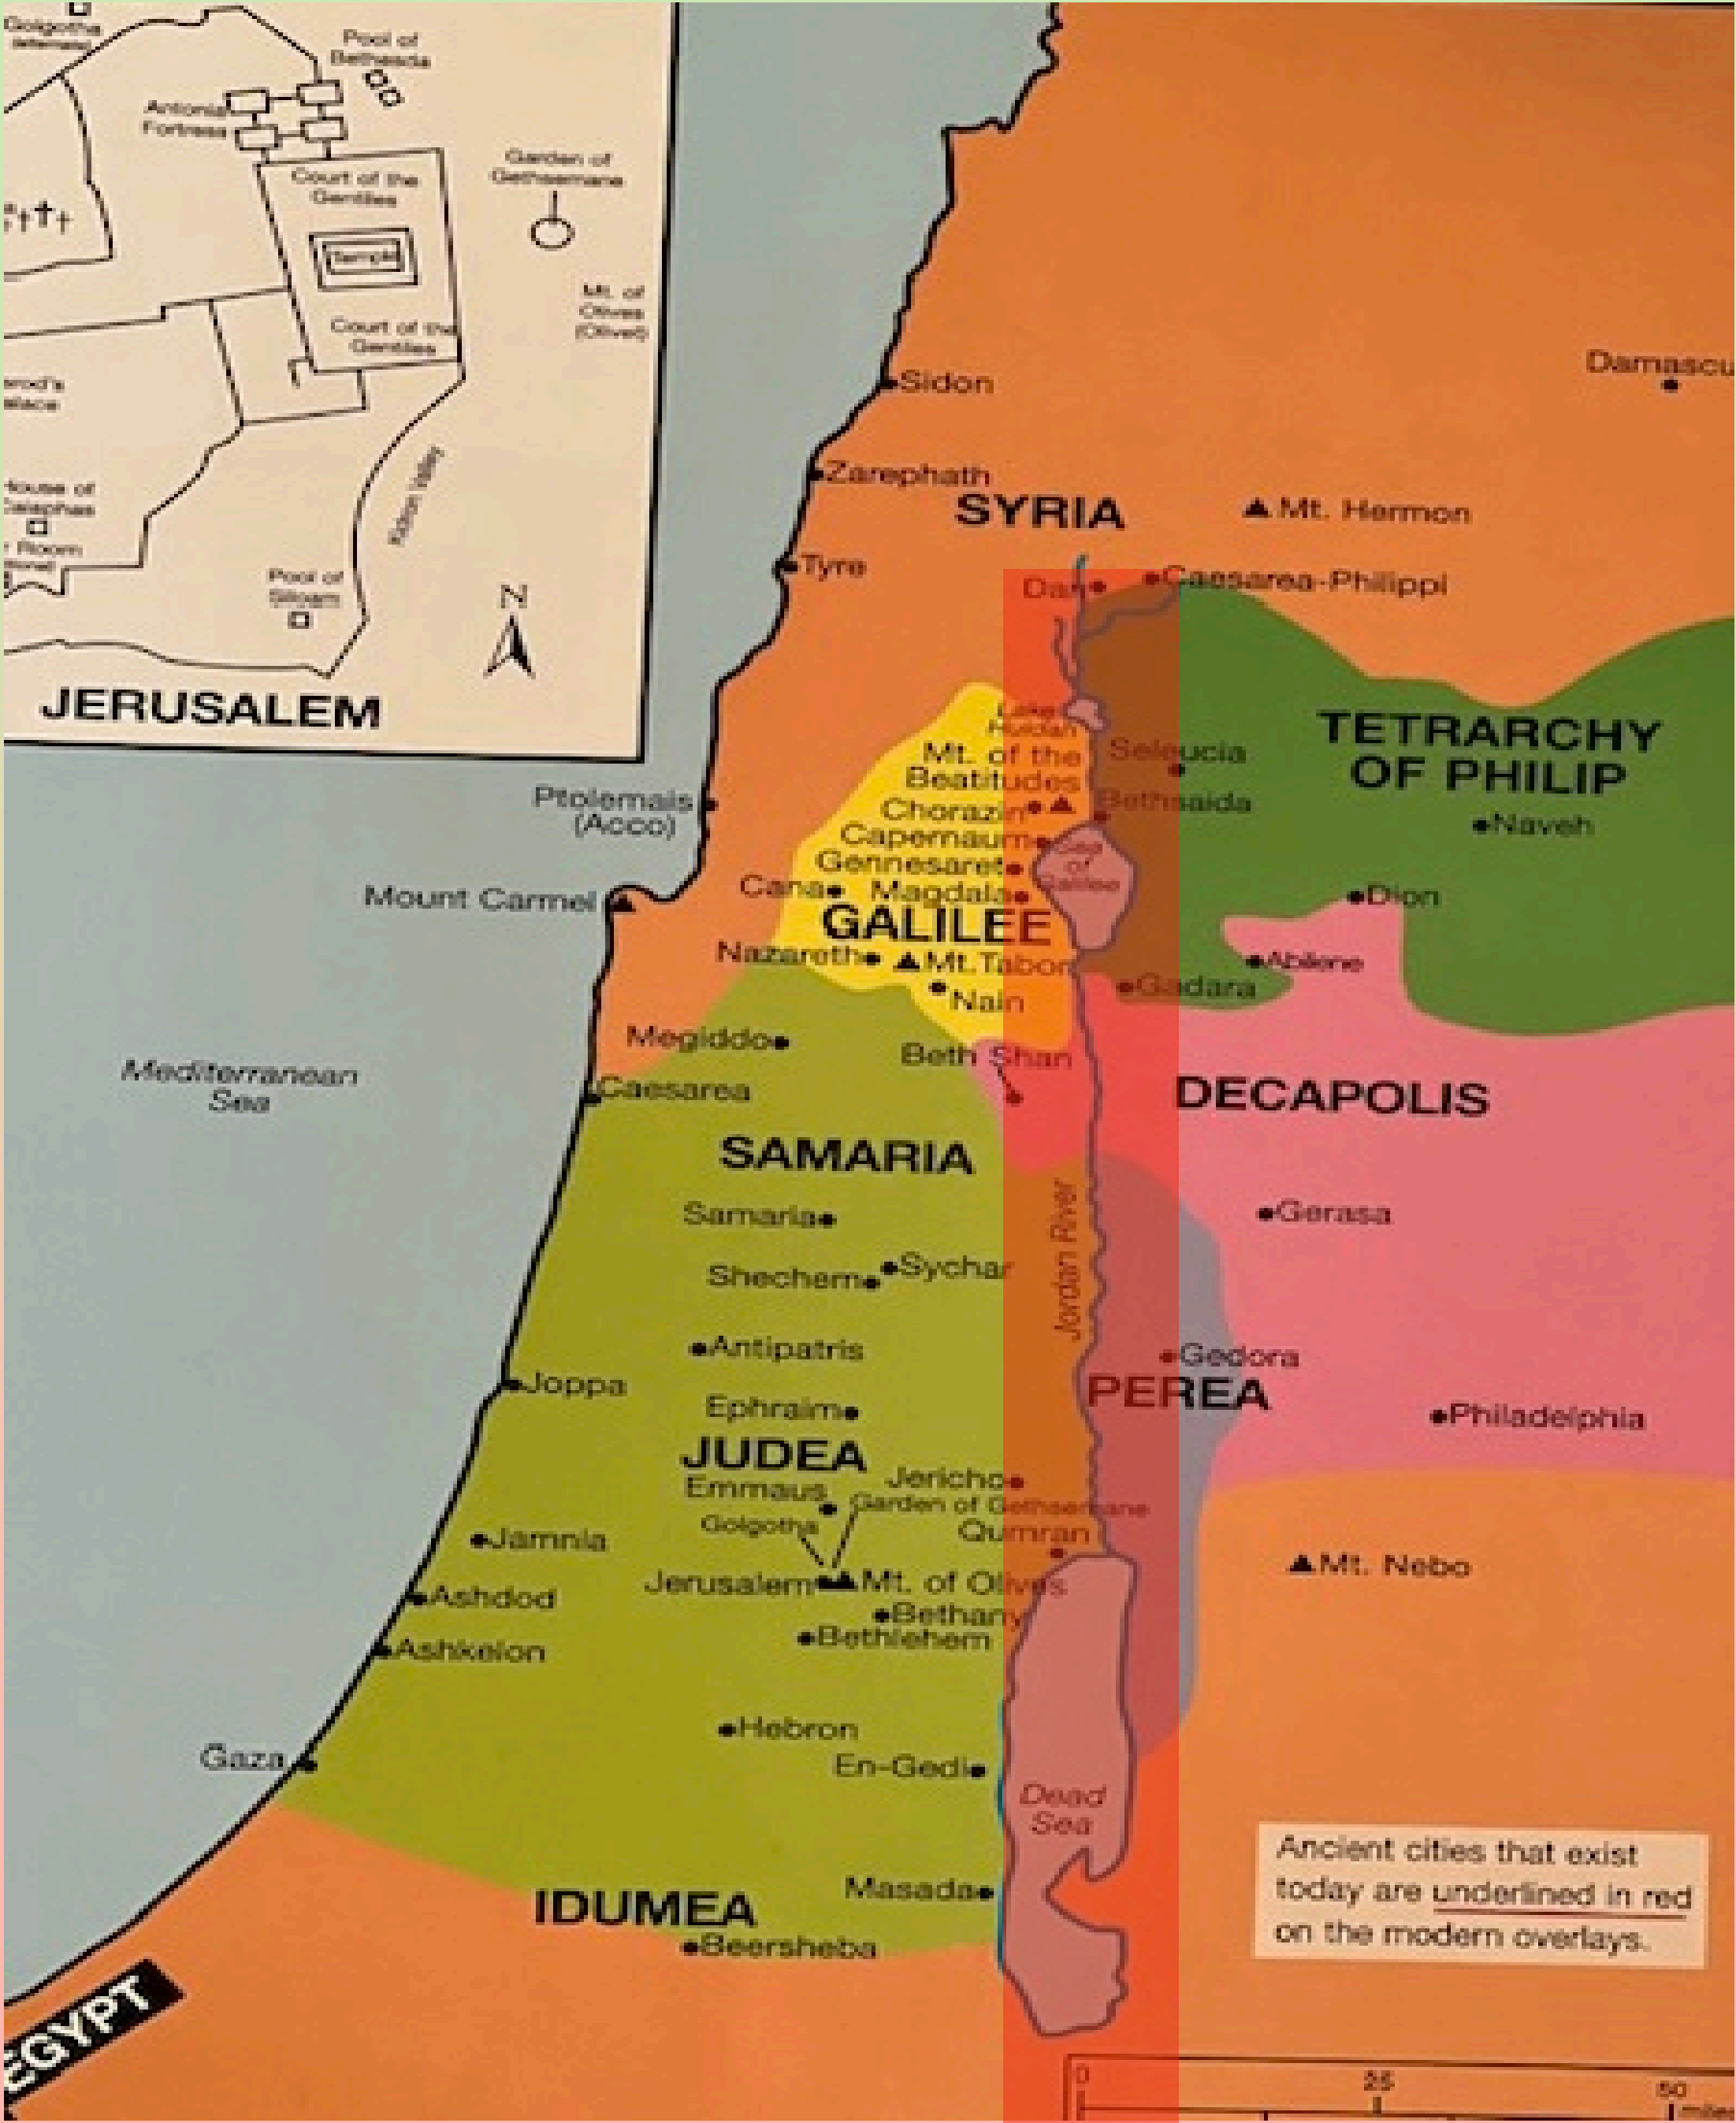 Golgotha
Pool of
Bethesda
Antonia
Fortress
Garden of
Gethsemane
Court of the
Gentiles
Temple
Mt. of
Olives
(Olivet)
Court of the
Gentiles
Kidron Valley
Room
Pool of
Siloam
N
JERUSALEM
Sidon
Damascu
Zarephath
SYRIA
Mt. Hermon
Tyre
Dan
Caesarea-Philippi
Lake
Huldah
TETRARCHY
OF PHILIP
Mt. of the
Beatitudes
Seleucia
Ptolemais
(Acco)
Chorazin
Bethsaida
Naveh
Capernaum
Sea
of
Galilee
Gennesaret
Cana
Magdala
Mount Carmel
Dion
GALILEE
Nazareth
Mt. Tabor
Abilene
Gadara
Nain
Megiddo
Beth Shan
Mediterranean
Sea
Caesarea
DECAPOLIS
SAMARIA
Samaria
Jordan River
Gerasa
Shechem
Sychar
Antipatris
Gedora
Joppa
PEREA
Ephraim
Philadelphia
JUDEA
Jericho
Emmaus
Garden of Gethsemane
Golgotha
Qumran
Jamnia
Mt. Nebo
Jerusalem
Mt. of Olives
Ashdod
Bethany
Bethlehem
Ashkelon
Hebron
Gaza
En-Gedi
Dead
Sea
Ancient cities that exist
today are underlined in red
on the modern overlays.
Masada
IDUMEA
Beersheba
EGYPT
0
25
50